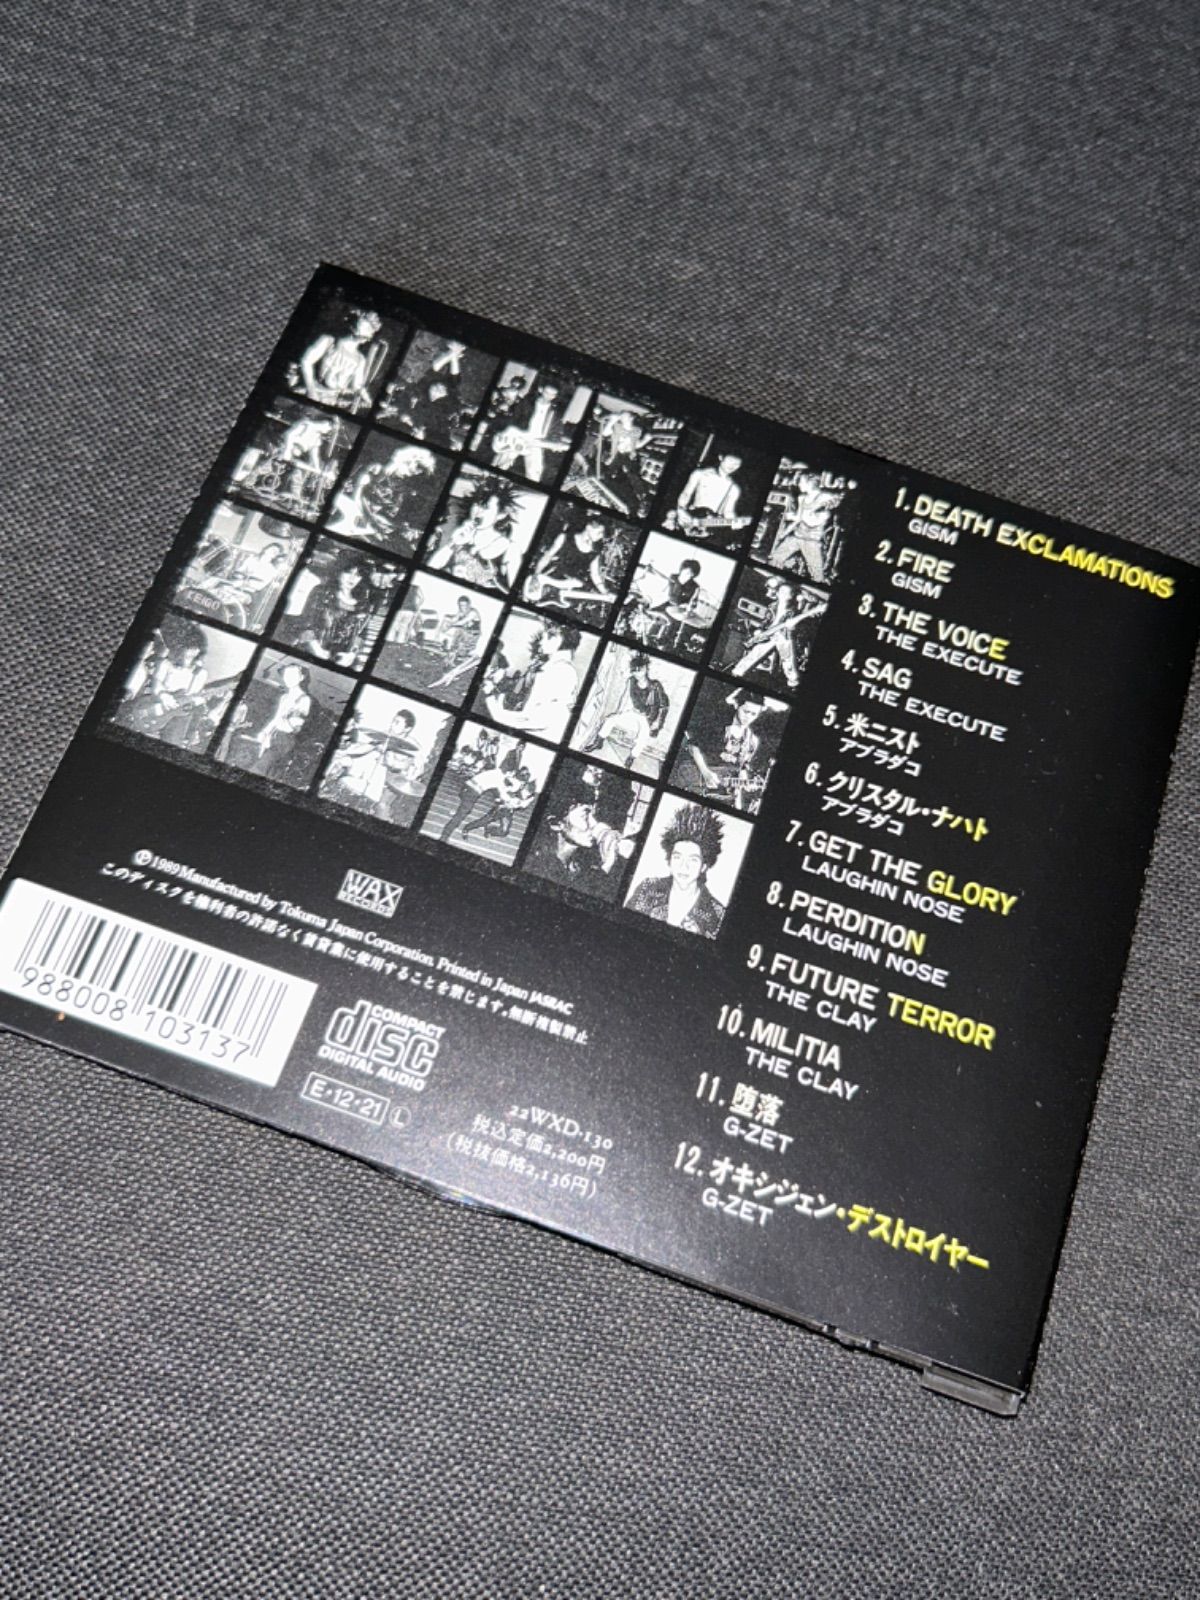 1. DEATH EXCLAMATIONS
GISM
2. FIRE
GISM
3. THE VOICE
THE EXECUTE
4. SAG
THE EXECUTE
5. 米ニスト
アブラダコ
6. クリスタル・ナハト
アブラダコ
7. GET THE GLORY
LAUGHIN NOSE
8. PERDITION
LAUGHIN NOSE
9. FUTURE TERROR
THE CLAY
10. MILITIA
THE CLAY
11. 堕落
G-ZET
12. オキシジェン・デストロイヤー
G-ZET
KEIGO
WAX
RECORDS
Ⓟ1989 Manufactured by Tokuma Japan Corporation. Printed in Japan JASRAC
このディスクを権利者の許諾なく賃貸業に使用することを禁じます。無断複製禁止
988008 103137
COMPACT
disc
DIGITAL AUDIO
E・12・21 L
22WXD-130
税込定価2,200円
(税抜価格2,136円)